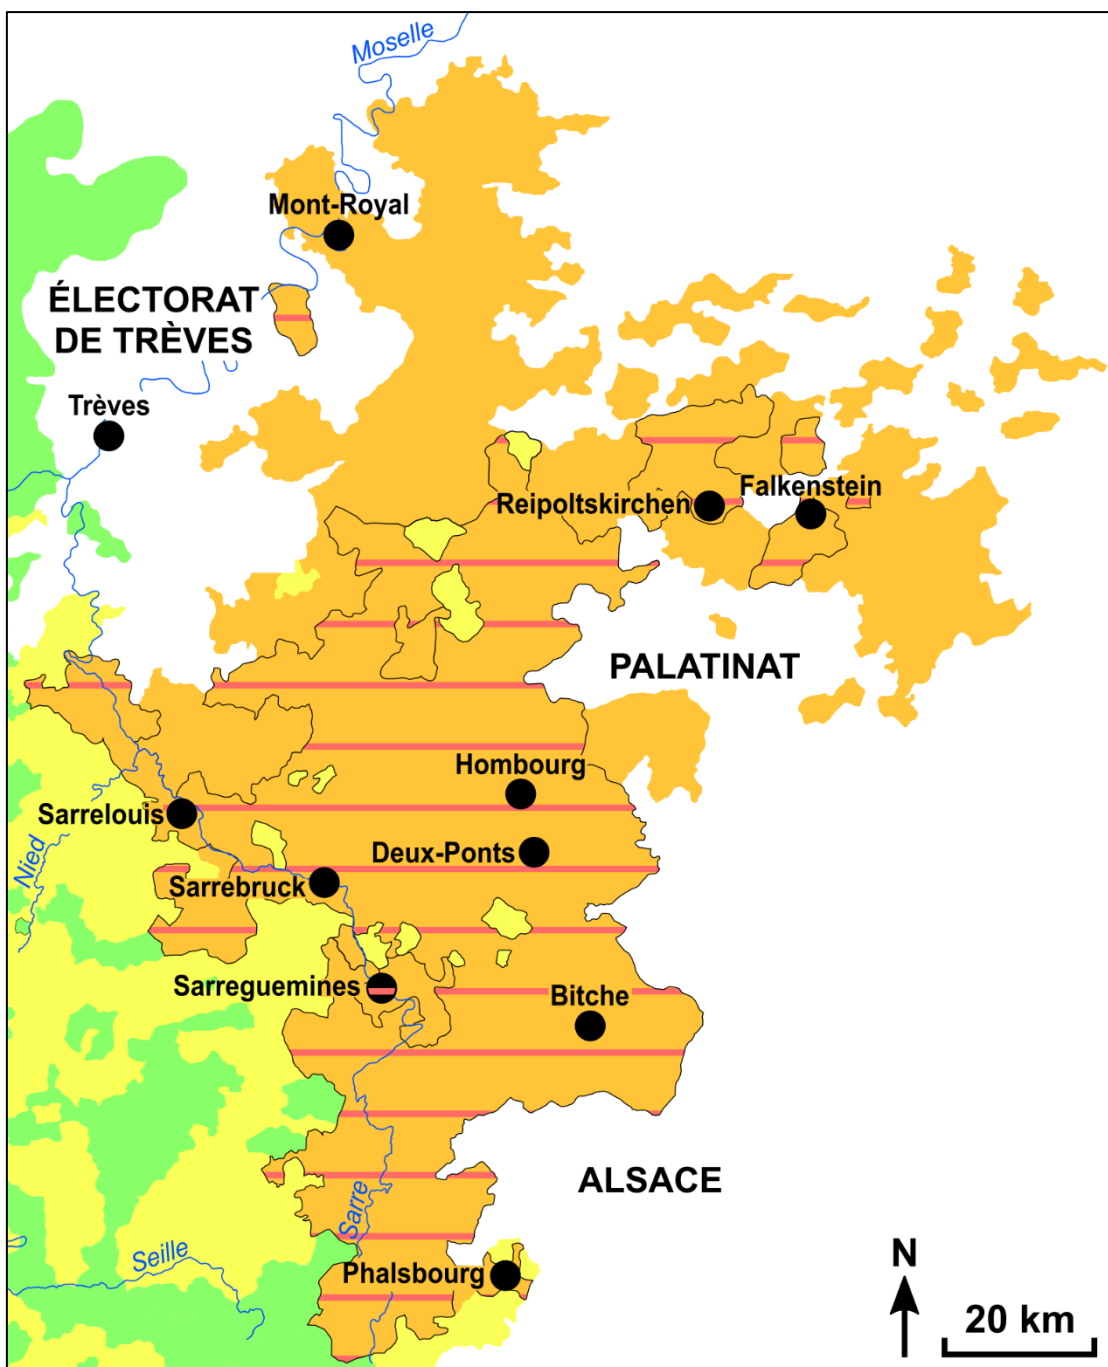 Moselle
Mont-Royal
ÉLECTORAT
DE TRÈVES
Trèves
Reipoltskirchen
Falkenstein
PALATINAT
Hombourg
Sarrelouis
Nied
Deux-Ponts
Sarrebruck
Sarreguemines
Bitche
ALSACE
Sarre
Seille
Phalsbourg
N
20 km